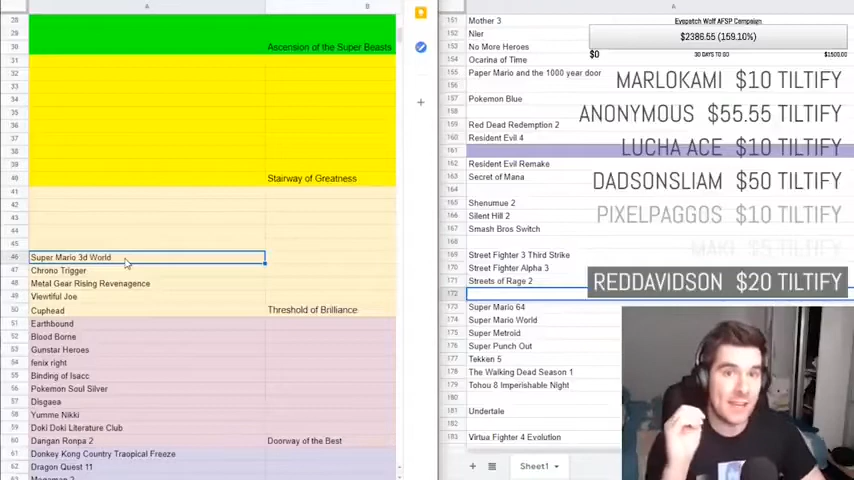 A
B
28
29
30
Ascension of the Super Beasts
31
32
33
34
35
36
37
38
39
40
Stairway of Greatness
41
42
43
44
45
46
Super Mario 3d World
47
Chrono Trigger
48
Metal Gear Rising Revenagence
49
Viewtiful Joe
50
Cuphead
Threshold of Brilliance
51
Earthbound
52
Blood Borne
53
Gunstar Heroes
54
fenix right
55
Binding of Isacc
56
Pokemon Soul Silver
57
Disgaea
58
Yumme Nikki
59
Doki Doki Literature Club
60
Dangan Ronpa 2
Doorway of the Best
61
Donkey Kong Country Traopical Freeze
62
Dragon Quest 11
63
Megaman 2
A
151
Mother 3
152
Nier
153
No More Heroes
154
Ocarina of Time
155
Paper Mario and the 1000 year door
157
Pokemon Blue
159
Red Dead Redemption 2
160
Resident Evil 4
161
162
Resident Evil Remake
163
Secret of Mana
164
165
Shenumue 2
166
Silent Hill 2
167
Smash Bros Switch
169
Street Fighter 3 Third Strike
170
Street Fighter Alpha 3
171
Streets of Rage 2
172
173
Super Mario 64
174
Super Mario World
175
Super Metroid
176
Super Punch Out
177
Tekken 5
178
The Walking Dead Season 1
179
Tohou 8 Imperishable Night
180
181
Undertale
182
183
Virtua Fighter 4 Evolution
Sheet1
Eyepatch Wolf AFSP Campaign
$2386.55 (159.10%)
$0
30 DAYS TO GO
$1500.00
MARLOKAMI $10 TILTIFY
ANONYMOUS $55.55 TILTIFY
LUCHA ACE $10 TILTIFY
DADSONSLIAM $50 TILTIFY
PIXELPAGGOS $10 TILTIFY
REDDAVIDSON $20 TILTIFY